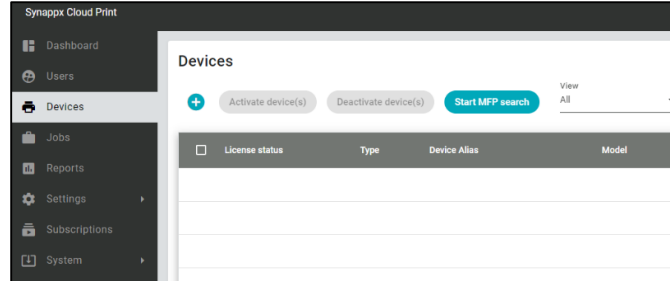 Synappx Cloud Print
Dashboard
Users
Devices
Jobs
Reports
Settings
Subscriptions
System
Devices
Activate device(s) Deactivate device(s) Start MFP search View
All
License status Type Device Alias Model